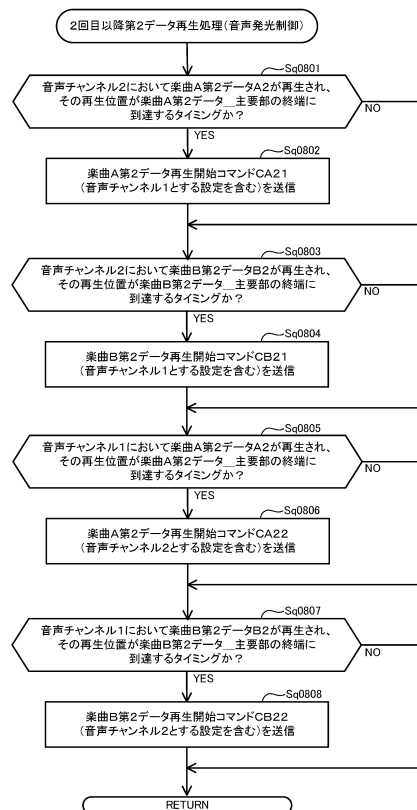 2回目以降第2データ再生処理(音声発光制御)
Sq0801
音声チャンネル2において楽曲A第2データA2が再生され、
その再生位置が楽曲A第2データ__主要部の終端に
到達するタイミングか?
NO
YES
Sq0802
楽曲A第2データ再生開始コマンドCA21
(音声チャンネル1とする設定を含む)を送信
Sq0803
音声チャンネル2において楽曲B第2データB2が再生され、
その再生位置が楽曲B第2データ__主要部の終端に
到達するタイミングか?
NO
YES
Sq0804
楽曲B第2データ再生開始コマンドCB21
(音声チャンネル1とする設定を含む)を送信
Sq0805
音声チャンネル1において楽曲A第2データA2が再生され、
その再生位置が楽曲A第2データ__主要部の終端に
到達するタイミングか?
NO
YES
Sq0806
楽曲A第2データ再生開始コマンドCA22
(音声チャンネル2とする設定を含む)を送信
Sq0807
音声チャンネル1において楽曲B第2データB2が再生され、
その再生位置が楽曲B第2データ__主要部の終端に
到達するタイミングか?
NO
YES
Sq0808
楽曲B第2データ再生開始コマンドCB22
(音声チャンネル2とする設定を含む)を送信
RETURN